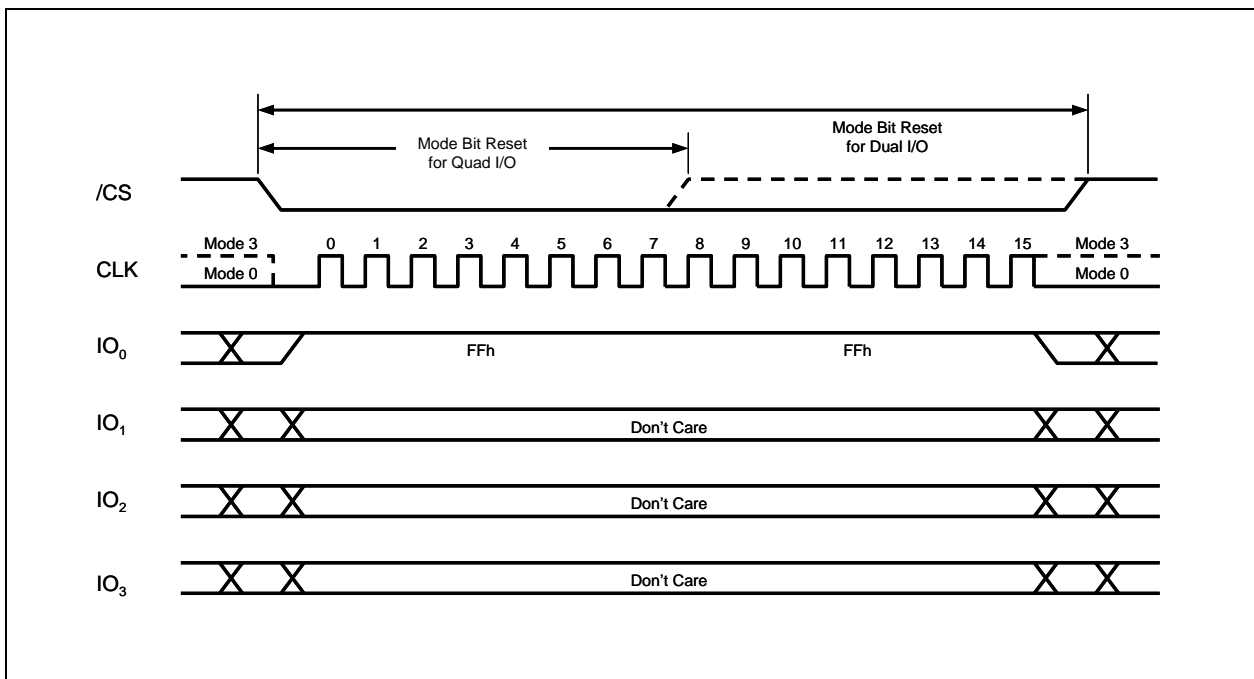 Mode Bit Reset
for Quad I/O
Mode Bit Reset
for Dual I/O
/CS
Mode 3
0 1 2 3 4 5 6 7 8 9 10 11 12 13 14 15
Mode 3
CLK
Mode 0
Mode 0
IO₀
FFh
FFh
IO₁
Don't Care
IO₂
Don't Care
IO₃
Don't Care